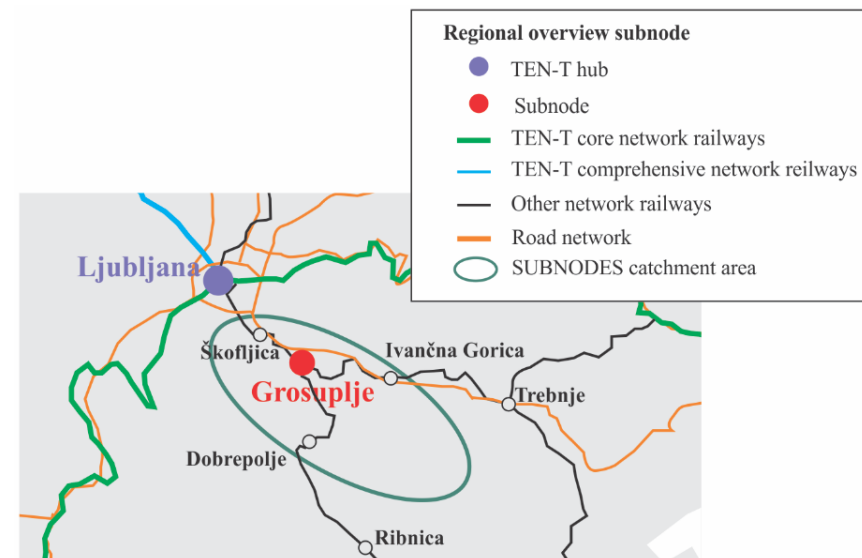 Regional overview subnode
TEN-T hub
Subnode
TEN-T core network railways
TEN-T comprehensive network reilways
Other network railways
Road network
SUBNODES catchment area
Ljubljana
Škofljica
Ivančna Gorica
Grosuplje
Trebnje
Dobrepolje
Ribnica